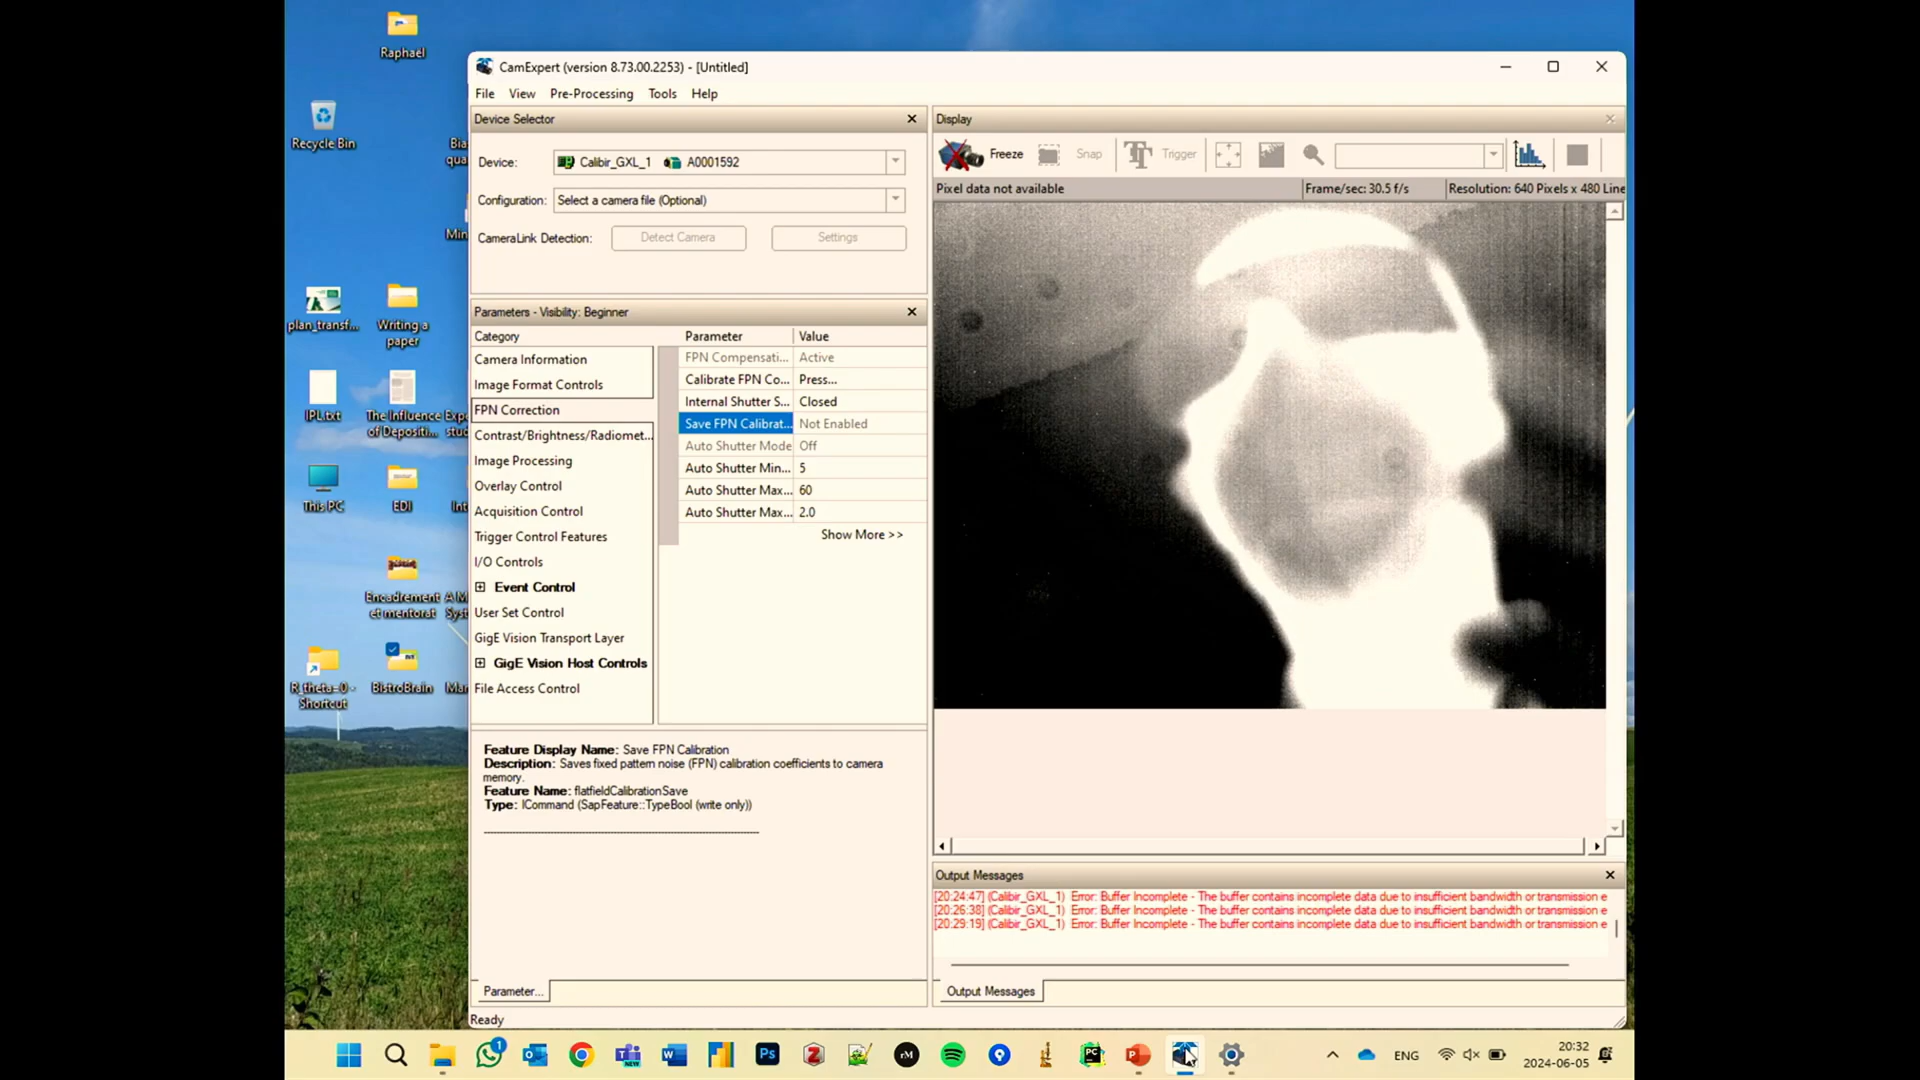 Raphael
Recycle Bin
plan_transf...
Writing a
paper
IPL.txt
The Influence
of Depositi...
This PC
EDI
Encadrement
et mentorat
R_theta=0 -
Shortcut
BistroBrain
CamExpert (version 8.73.00.2253) - [Untitled]
File View Pre-Processing Tools Help
Device Selector
Device: Calibir_GXL_1 A0001592
Configuration: Select a camera file (Optional)
CameraLink Detection: Detect Camera Settings
Parameters - Visibility: Beginner
Category
Camera Information
Image Format Controls
FPN Correction
Contrast/Brightness/Radiomet...
Image Processing
Overlay Control
Acquisition Control
Trigger Control Features
I/O Controls
Event Control
User Set Control
GigE Vision Transport Layer
GigE Vision Host Controls
File Access Control
Parameter Value
FPN Compensati... Active
Calibrate FPN Co... Press...
Internal Shutter S... Closed
Save FPN Calibrat... Not Enabled
Auto Shutter Mode Off
Auto Shutter Min... 5
Auto Shutter Max... 60
Auto Shutter Max... 2.0
Show More >>
Feature Display Name: Save FPN Calibration
Description: Saves fixed pattern noise (FPN) calibration coefficients to camera
memory.
Feature Name: flatfieldCalibrationSave
Type: ICommand (SapFeature::TypeBool (write only))
Parameter...
Ready
Display
Freeze Snap Trigger
Pixel data not available Frame/sec: 30.5 f/s Resolution: 640 Pixels x 480 Line
Output Messages
[20:24:47] (Calibir_GXL_1) Error: Buffer Incomplete - The buffer contains incomplete data due to insufficient bandwidth or transmission e
[20:26:38] (Calibir_GXL_1) Error: Buffer Incomplete - The buffer contains incomplete data due to insufficient bandwidth or transmission e
[20:29:19] (Calibir_GXL_1) Error: Buffer Incomplete - The buffer contains incomplete data due to insufficient bandwidth or transmission e
Output Messages
ENG
20:32
2024-06-05